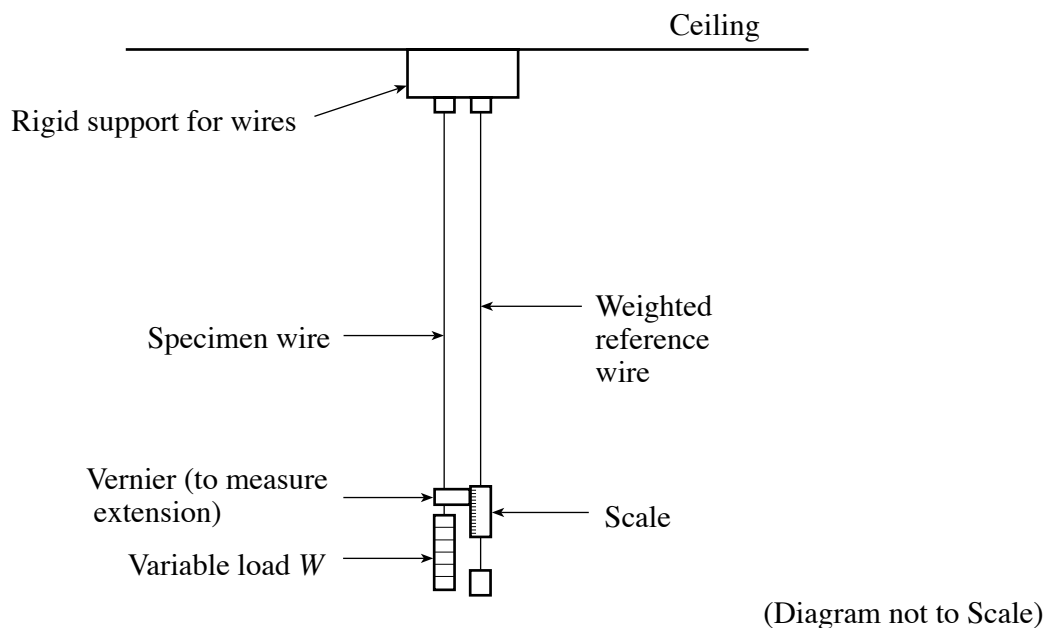 Ceiling
Rigid support for wires
Weighted
reference
wire
Specimen wire
Vernier (to measure
extension)
Scale
Variable load W
(Diagram not to Scale)